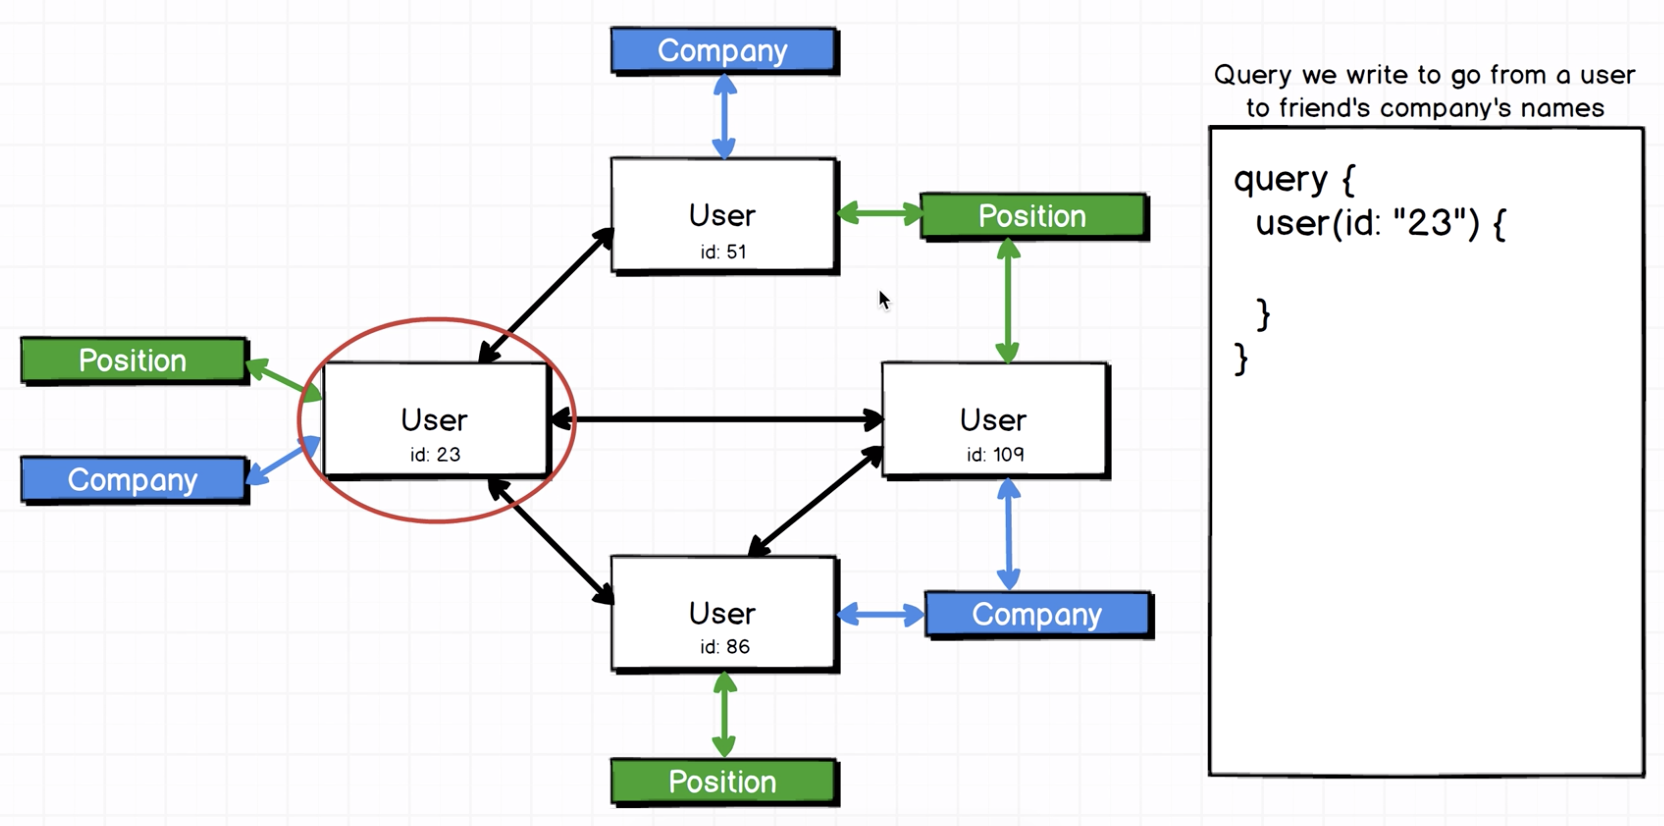 Company
User
id: 51
Position
Position
Company
User
id: 23
User
id: 109
User
id: 86
Company
Position
Query we write to go from a user
to friend's company's names
query {
user(id: "23") {
}
}